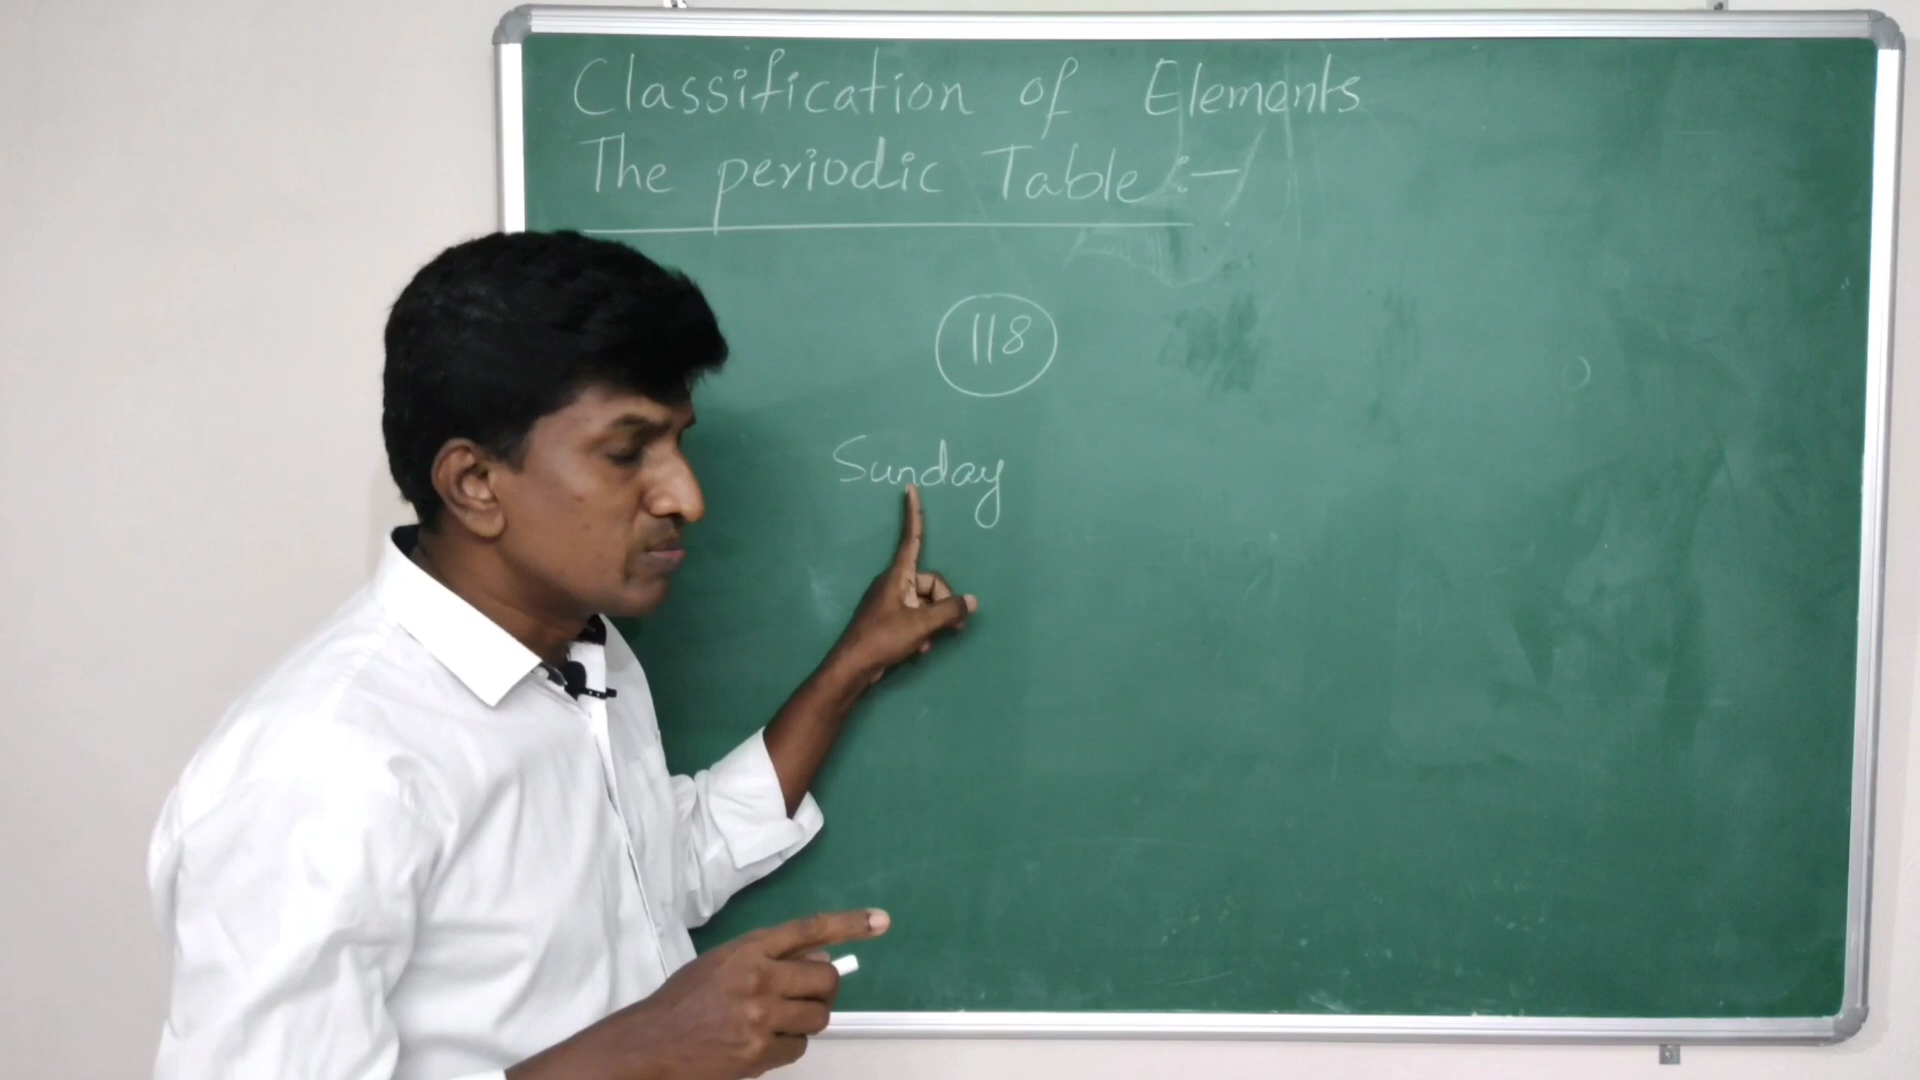 Classification of Elements
The periodic Table :-
118
Sunday